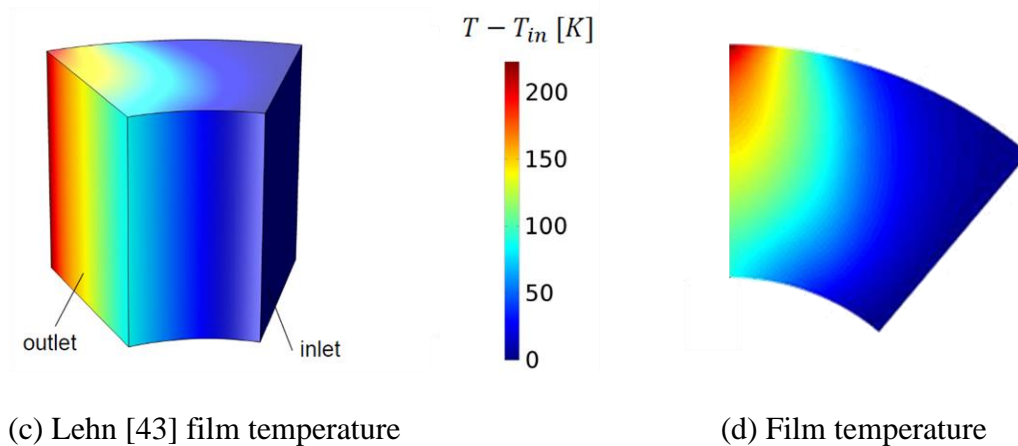 T − T_in [K]
200
150
100
50
0
outlet
inlet
(c) Lehn [43] film temperature
(d) Film temperature